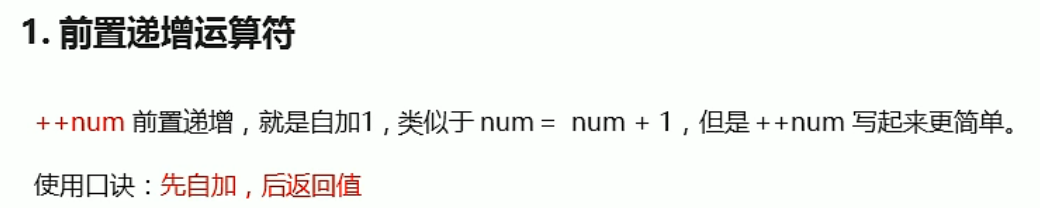 1. 前置递增运算符
++num 前置递增，就是自加1，类似于 num =  num + 1，但是 ++num 写起来更简单。
使用口诀：先自加，后返回值